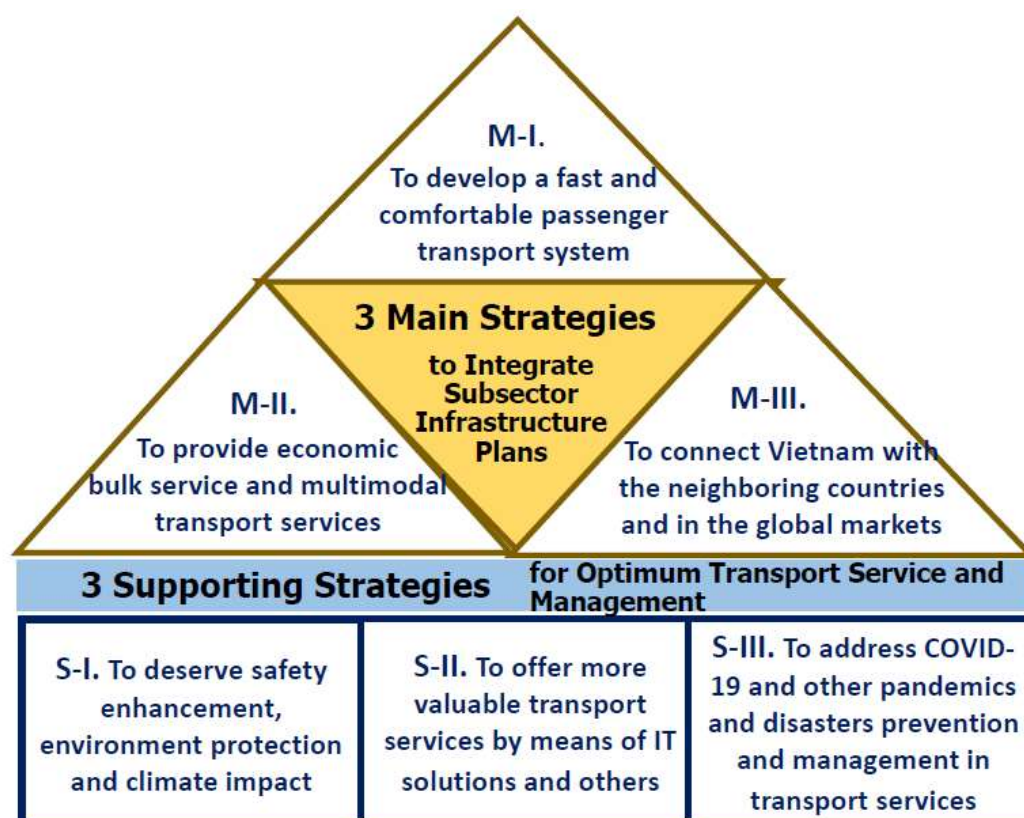 M-I.
To develop a fast and
comfortable passenger
transport system
3 Main Strategies
to Integrate
Subsector
Infrastructure
Plans
M-II.
To provide economic
bulk service and multimodal
transport services
M-III.
To connect Vietnam with
the neighboring countries
and in the global markets
3 Supporting Strategies
for Optimum Transport Service and
Management
S-I. To deserve safety
enhancement,
environment protection
and climate impact
S-II. To offer more
valuable transport
services by means of IT
solutions and others
S-III. To address COVID-
19 and other pandemics
and disasters prevention
and management in
transport services